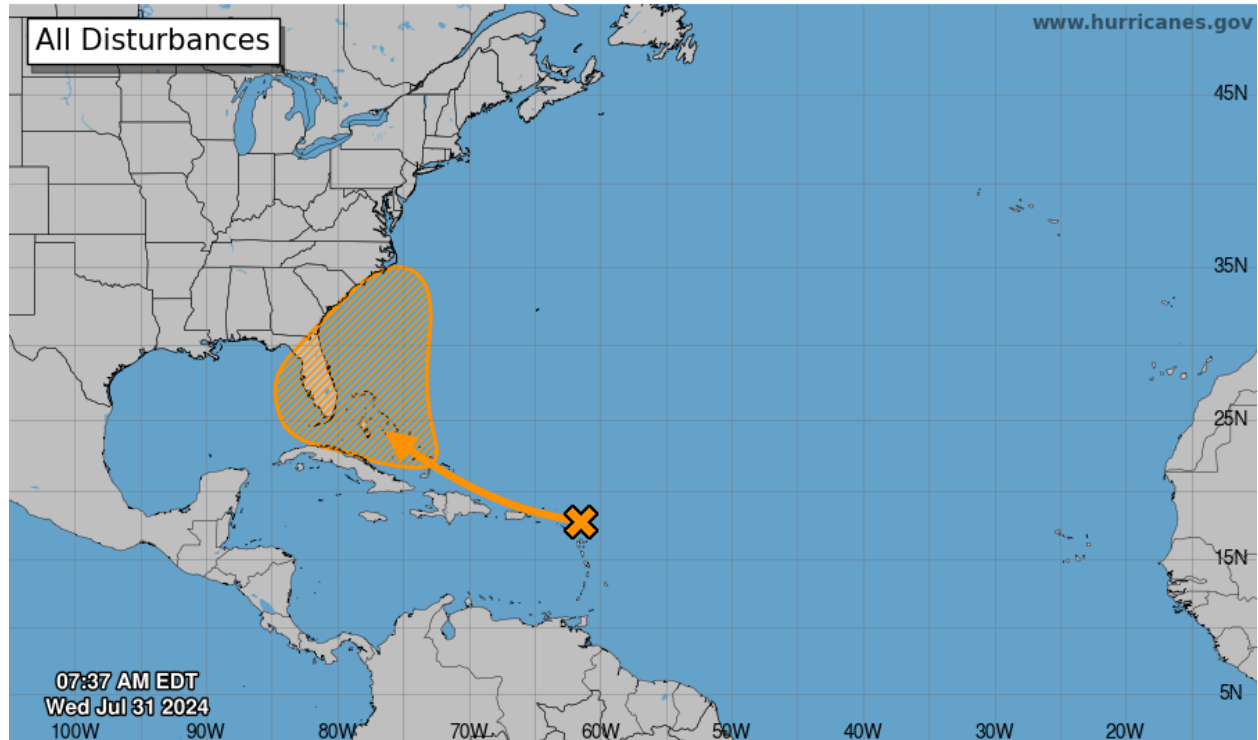 All Disturbances
www.hurricanes.gov
45N
35N
25N
15N
07:37 AM EDT
Wed Jul 31 2024
5N
100W 90W 80W 70W 60W 50W 40W 30W 20W